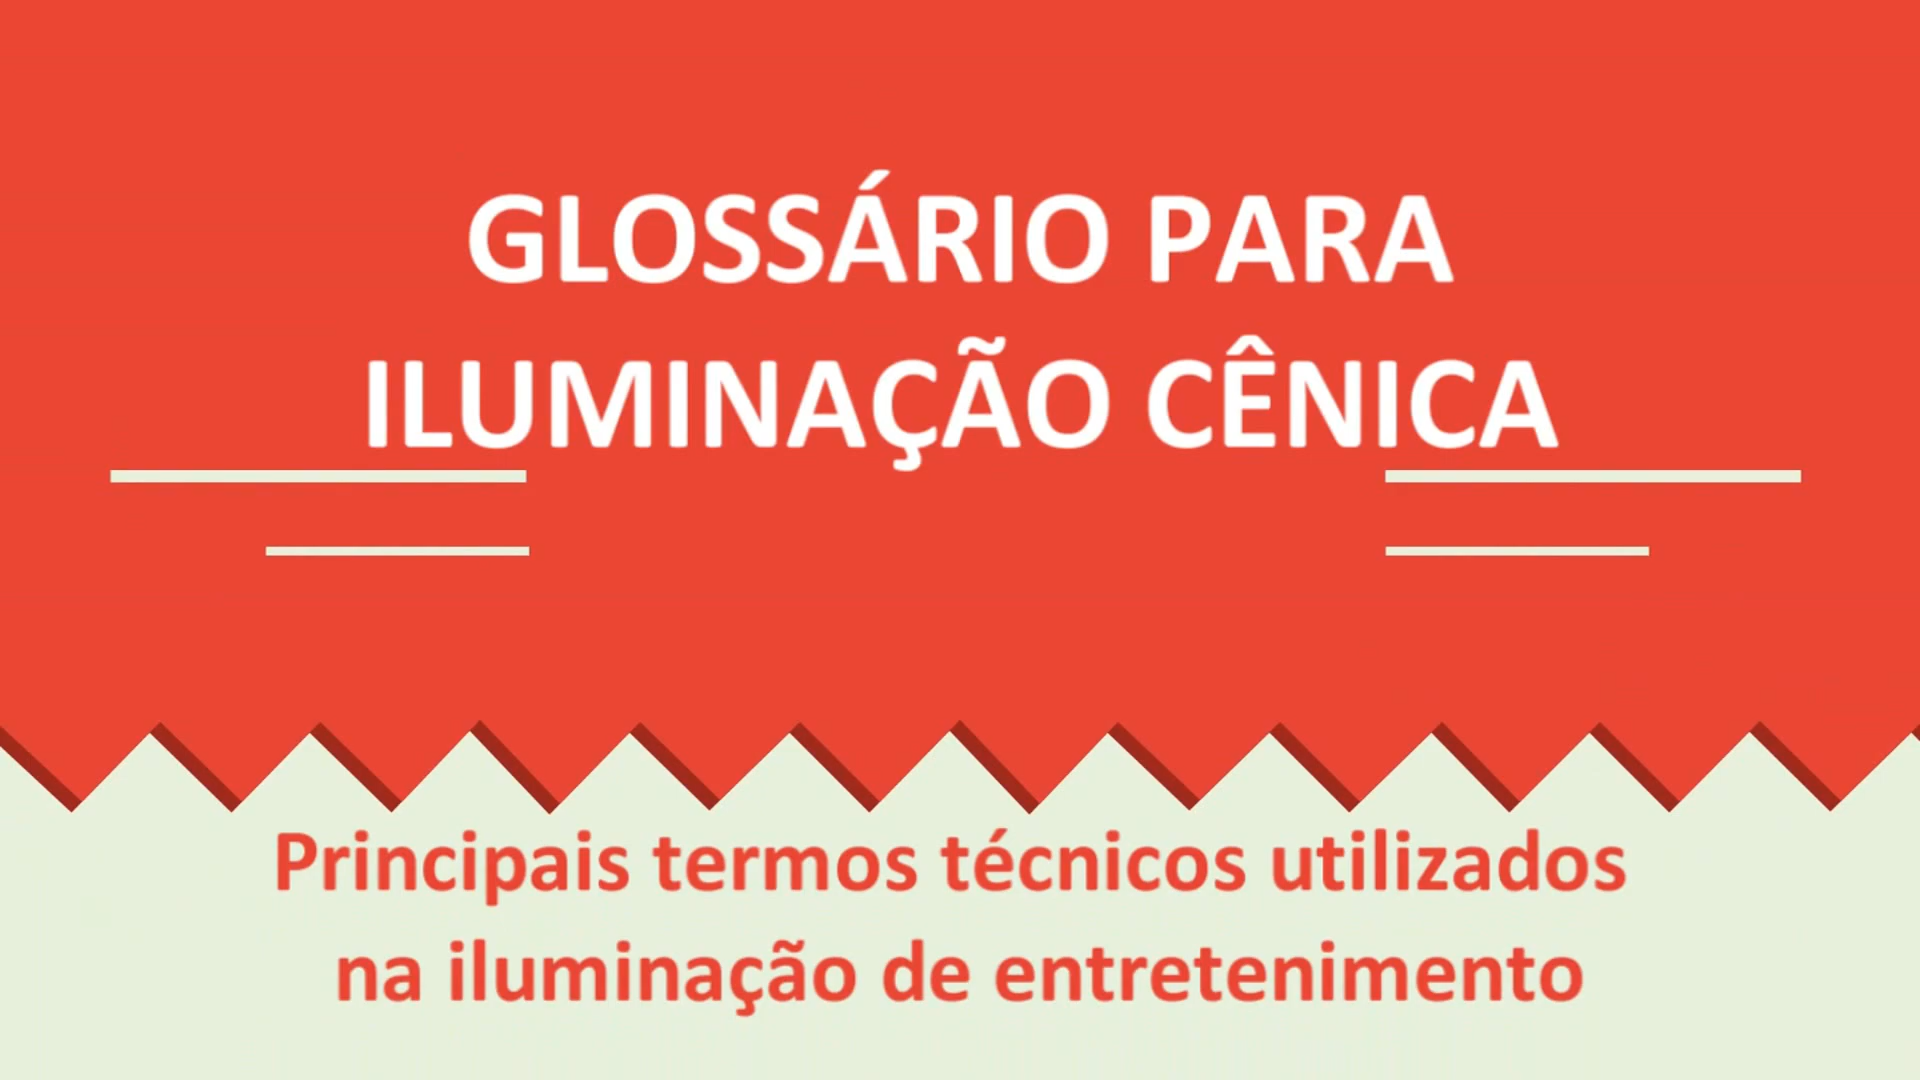 GLOSSÁRIO PARA
ILUMINAÇÃO CÊNICA
Principais termos técnicos utilizados
na iluminação de entretenimento